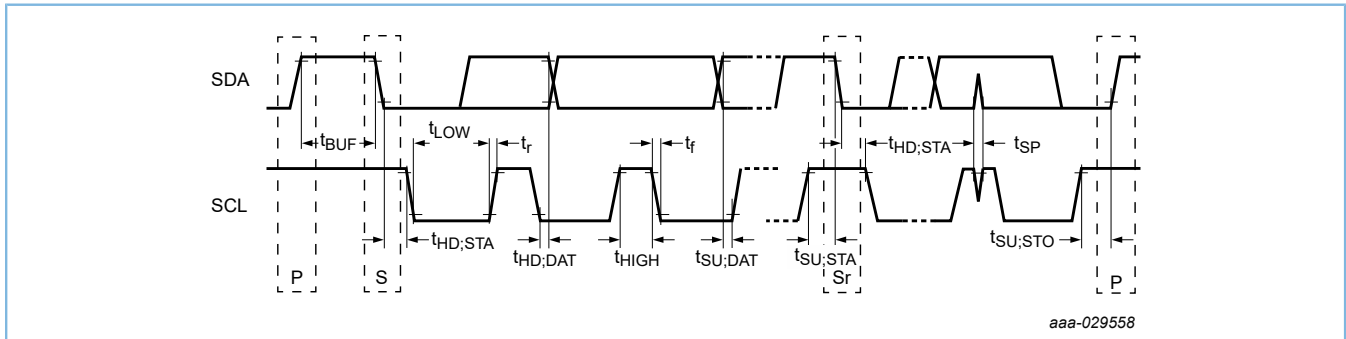 SDA
tBUF
tLOW
tr
tf
tHD;STA
tSP
SCL
tHD;STA
tHD;DAT
tHIGH
tSU;DAT
tSU;STA
tSU;STO
P
S
Sr
P
aaa-029558